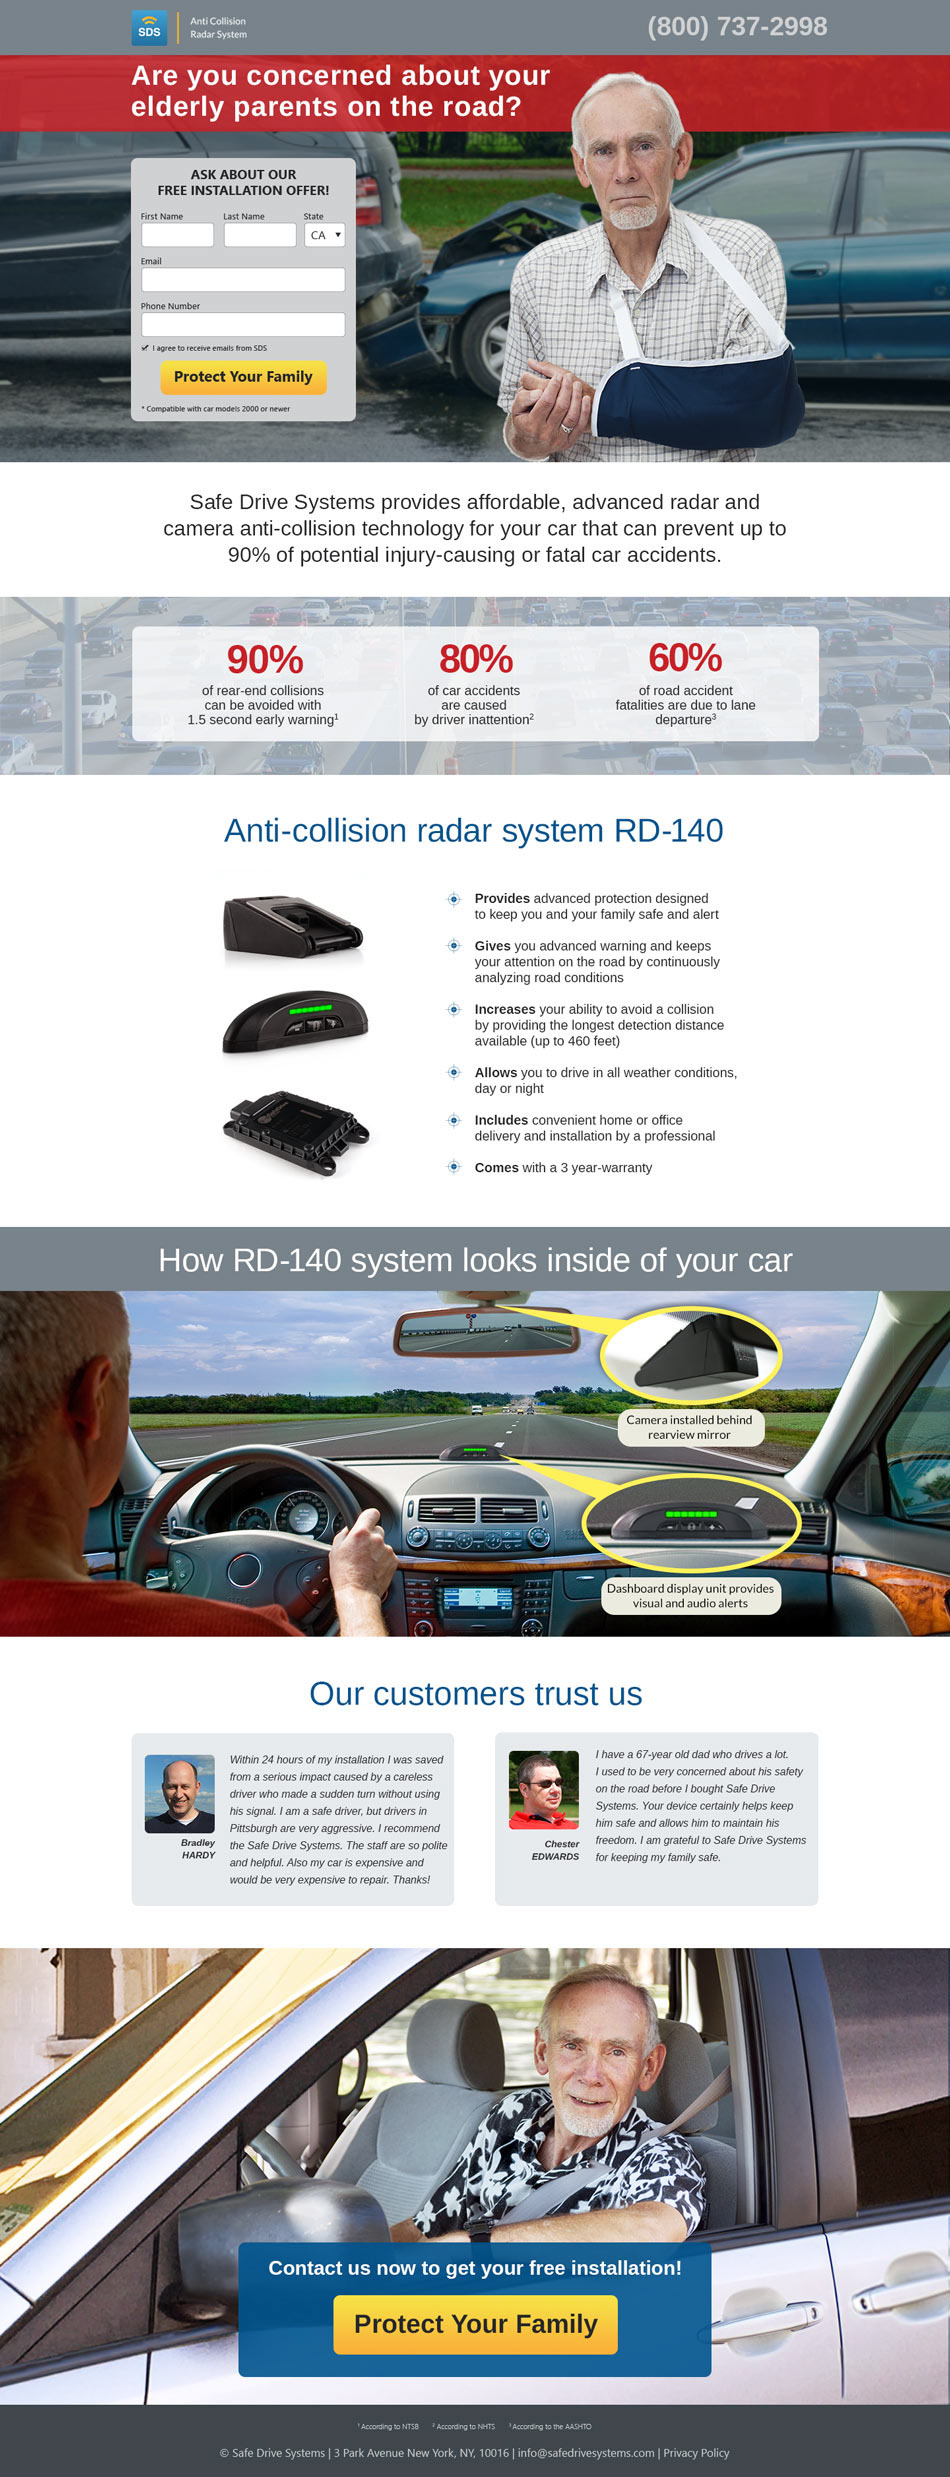 SDS
Anti Collision
Radar System
(800) 737-2998
Are you concerned about your
elderly parents on the road?
ASK ABOUT OUR
FREE INSTALLATION OFFER!
First Name Last Name State
CA
Email
Phone Number
I agree to receive emails from SDS
Protect Your Family
* Compatible with car models 2000 or newer
Safe Drive Systems provides affordable, advanced radar and
camera anti-collision technology for your car that can prevent up to
90% of potential injury-causing or fatal car accidents.
90%
of rear-end collisions
can be avoided with
1.5 second early warning¹
80%
of car accidents
are caused
by driver inattention²
60%
of road accident
fatalities are due to lane
departure³
Anti-collision radar system RD-140
Provides advanced protection designed
to keep you and your family safe and alert
Gives you advanced warning and keeps
your attention on the road by continuously
analyzing road conditions
Increases your ability to avoid a collision
by providing the longest detection distance
available (up to 460 feet)
Allows you to drive in all weather conditions,
day or night
Includes convenient home or office
delivery and installation by a professional
Comes with a 3 year-warranty
How RD-140 system looks inside of your car
Camera installed behind
rearview mirror
Dashboard display unit provides
visual and audio alerts
Our customers trust us
Within 24 hours of my installation I was saved
from a serious impact caused by a careless
driver who made a sudden turn without using
his signal. I am a safe driver, but drivers in
Pittsburgh are very aggressive. I recommend
the Safe Drive Systems. The staff are so polite
and helpful. Also my car is expensive and
would be very expensive to repair. Thanks!
Bradley
HARDY
I have a 67-year old dad who drives a lot.
I used to be very concerned about his safety
on the road before I bought Safe Drive
Systems. Your device certainly helps keep
him safe and allows him to maintain his
freedom. I am grateful to Safe Drive Systems
for keeping my family safe.
Chester
EDWARDS
Contact us now to get your free installation!
Protect Your Family
¹ According to NTSB ² According to NHTS ³ According to the AASHTO
© Safe Drive Systems | 3 Park Avenue New York, NY, 10016 | info@safedrivesystems.com | Privacy Policy